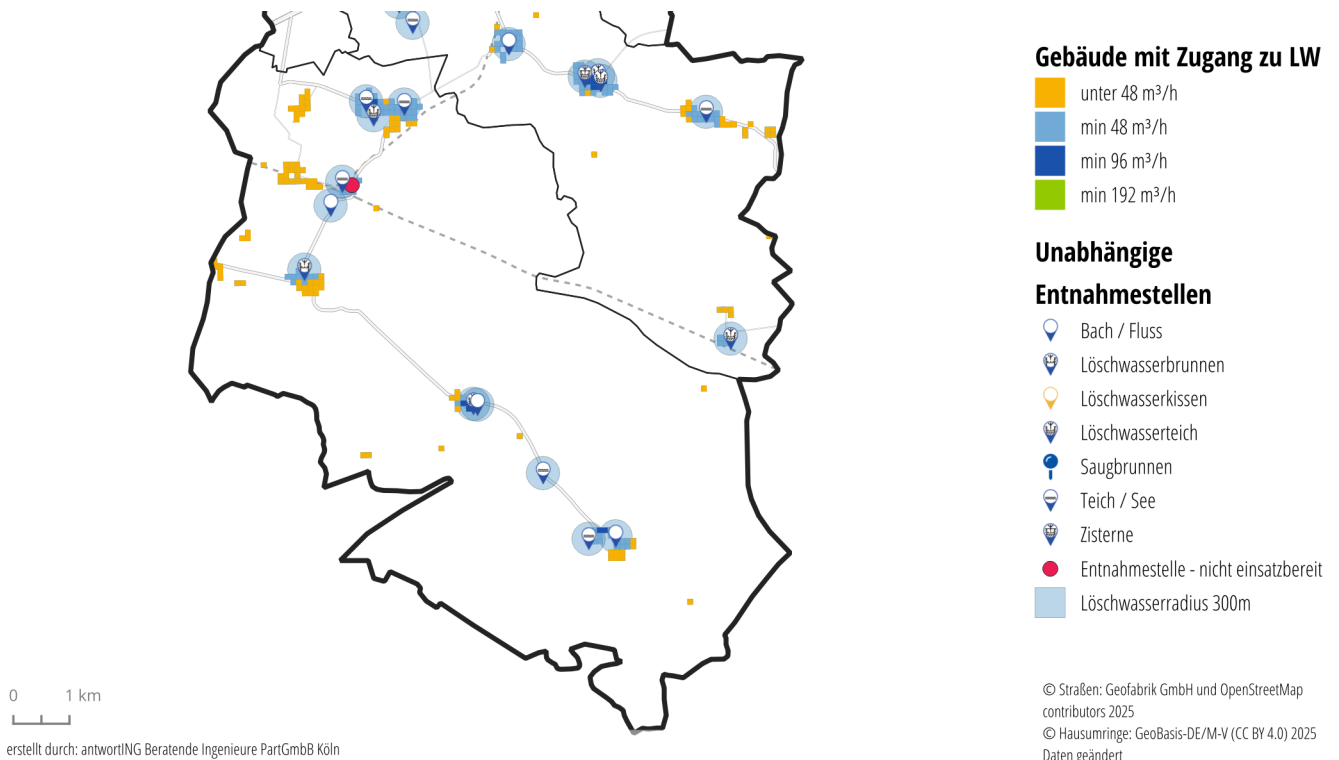 Gebäude mit Zugang zu LW
unter 48 m³/h
min 48 m³/h
min 96 m³/h
min 192 m³/h
Unabhängige
Entnahmestellen
Bach / Fluss
Löschwasserbrunnen
Löschwasserkissen
Löschwasserteich
Saugbrunnen
Teich / See
Zisterne
Entnahmestelle - nicht einsatzbereit
Löschwasserradius 300m
0 1 km
erstellt durch: antwortING Beratende Ingenieure PartGmbB Köln
© Straßen: Geofabrik GmbH und OpenStreetMap
contributors 2025
© Hausumringe: GeoBasis-DE/M-V (CC BY 4.0) 2025
Daten geändert